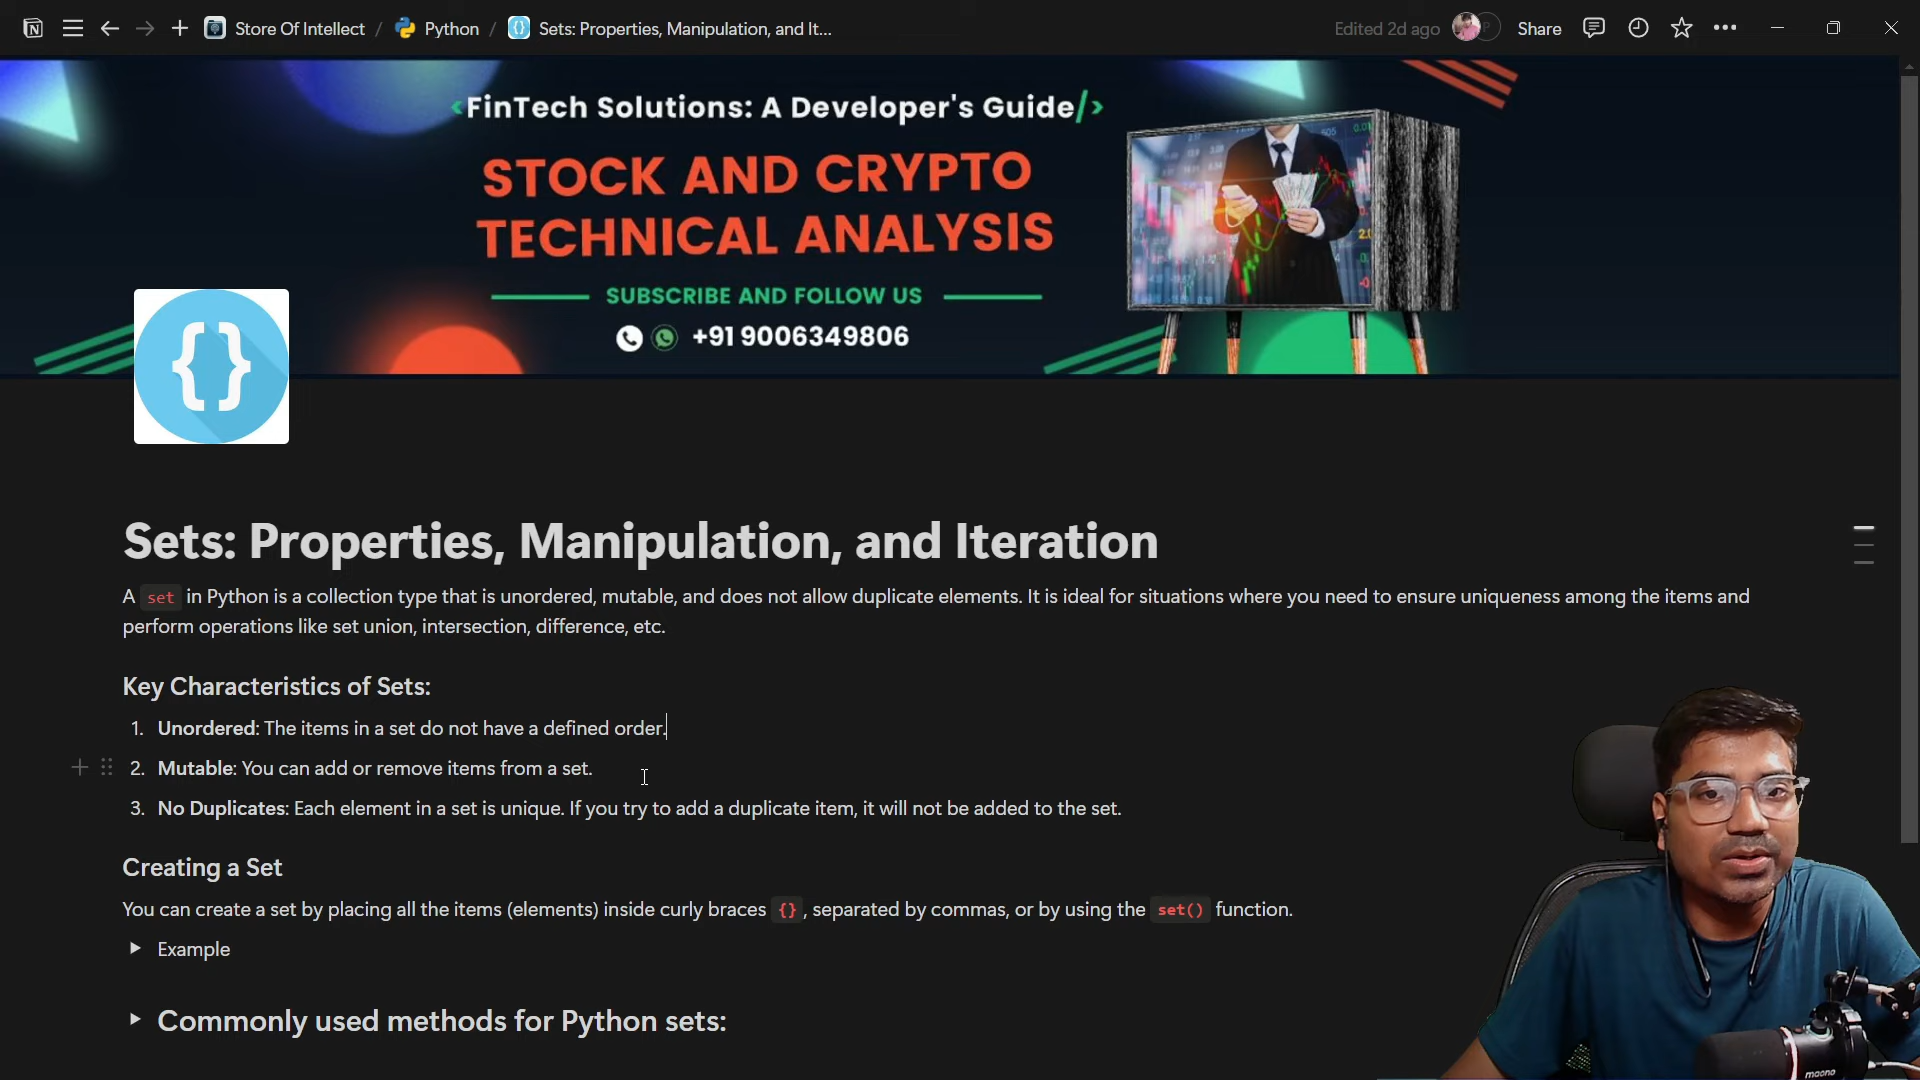 Store Of Intellect / Python / Sets: Properties, Manipulation, and It...
Edited 2d ago P Share
<FinTech Solutions: A Developer's Guide/>
STOCK AND CRYPTO
TECHNICAL ANALYSIS
SUBSCRIBE AND FOLLOW US
+91 9006349806
{}
Sets: Properties, Manipulation, and Iteration
A set in Python is a collection type that is unordered, mutable, and does not allow duplicate elements. It is ideal for situations where you need to ensure uniqueness among the items and
perform operations like set union, intersection, difference, etc.
Key Characteristics of Sets:
1. Unordered: The items in a set do not have a defined order.
2. Mutable: You can add or remove items from a set.
3. No Duplicates: Each element in a set is unique. If you try to add a duplicate item, it will not be added to the set.
Creating a Set
You can create a set by placing all the items (elements) inside curly braces {}, separated by commas, or by using the set() function.
Example
Commonly used methods for Python sets:
maono